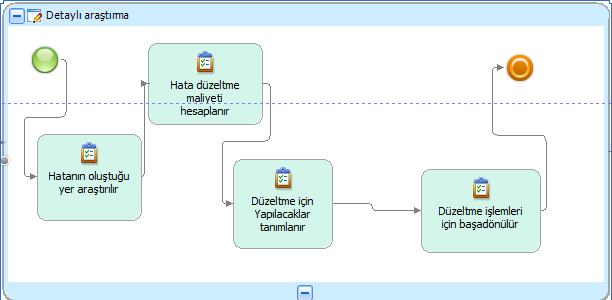 Detaylı araştırma
Hata düzeltme
maliyeti
hesaplanır
Hatanın oluştuğu
yer araştırılır
Düzeltme için
Yapılacaklar
tanımlanır
Düzeltme işlemleri
için başadönülür